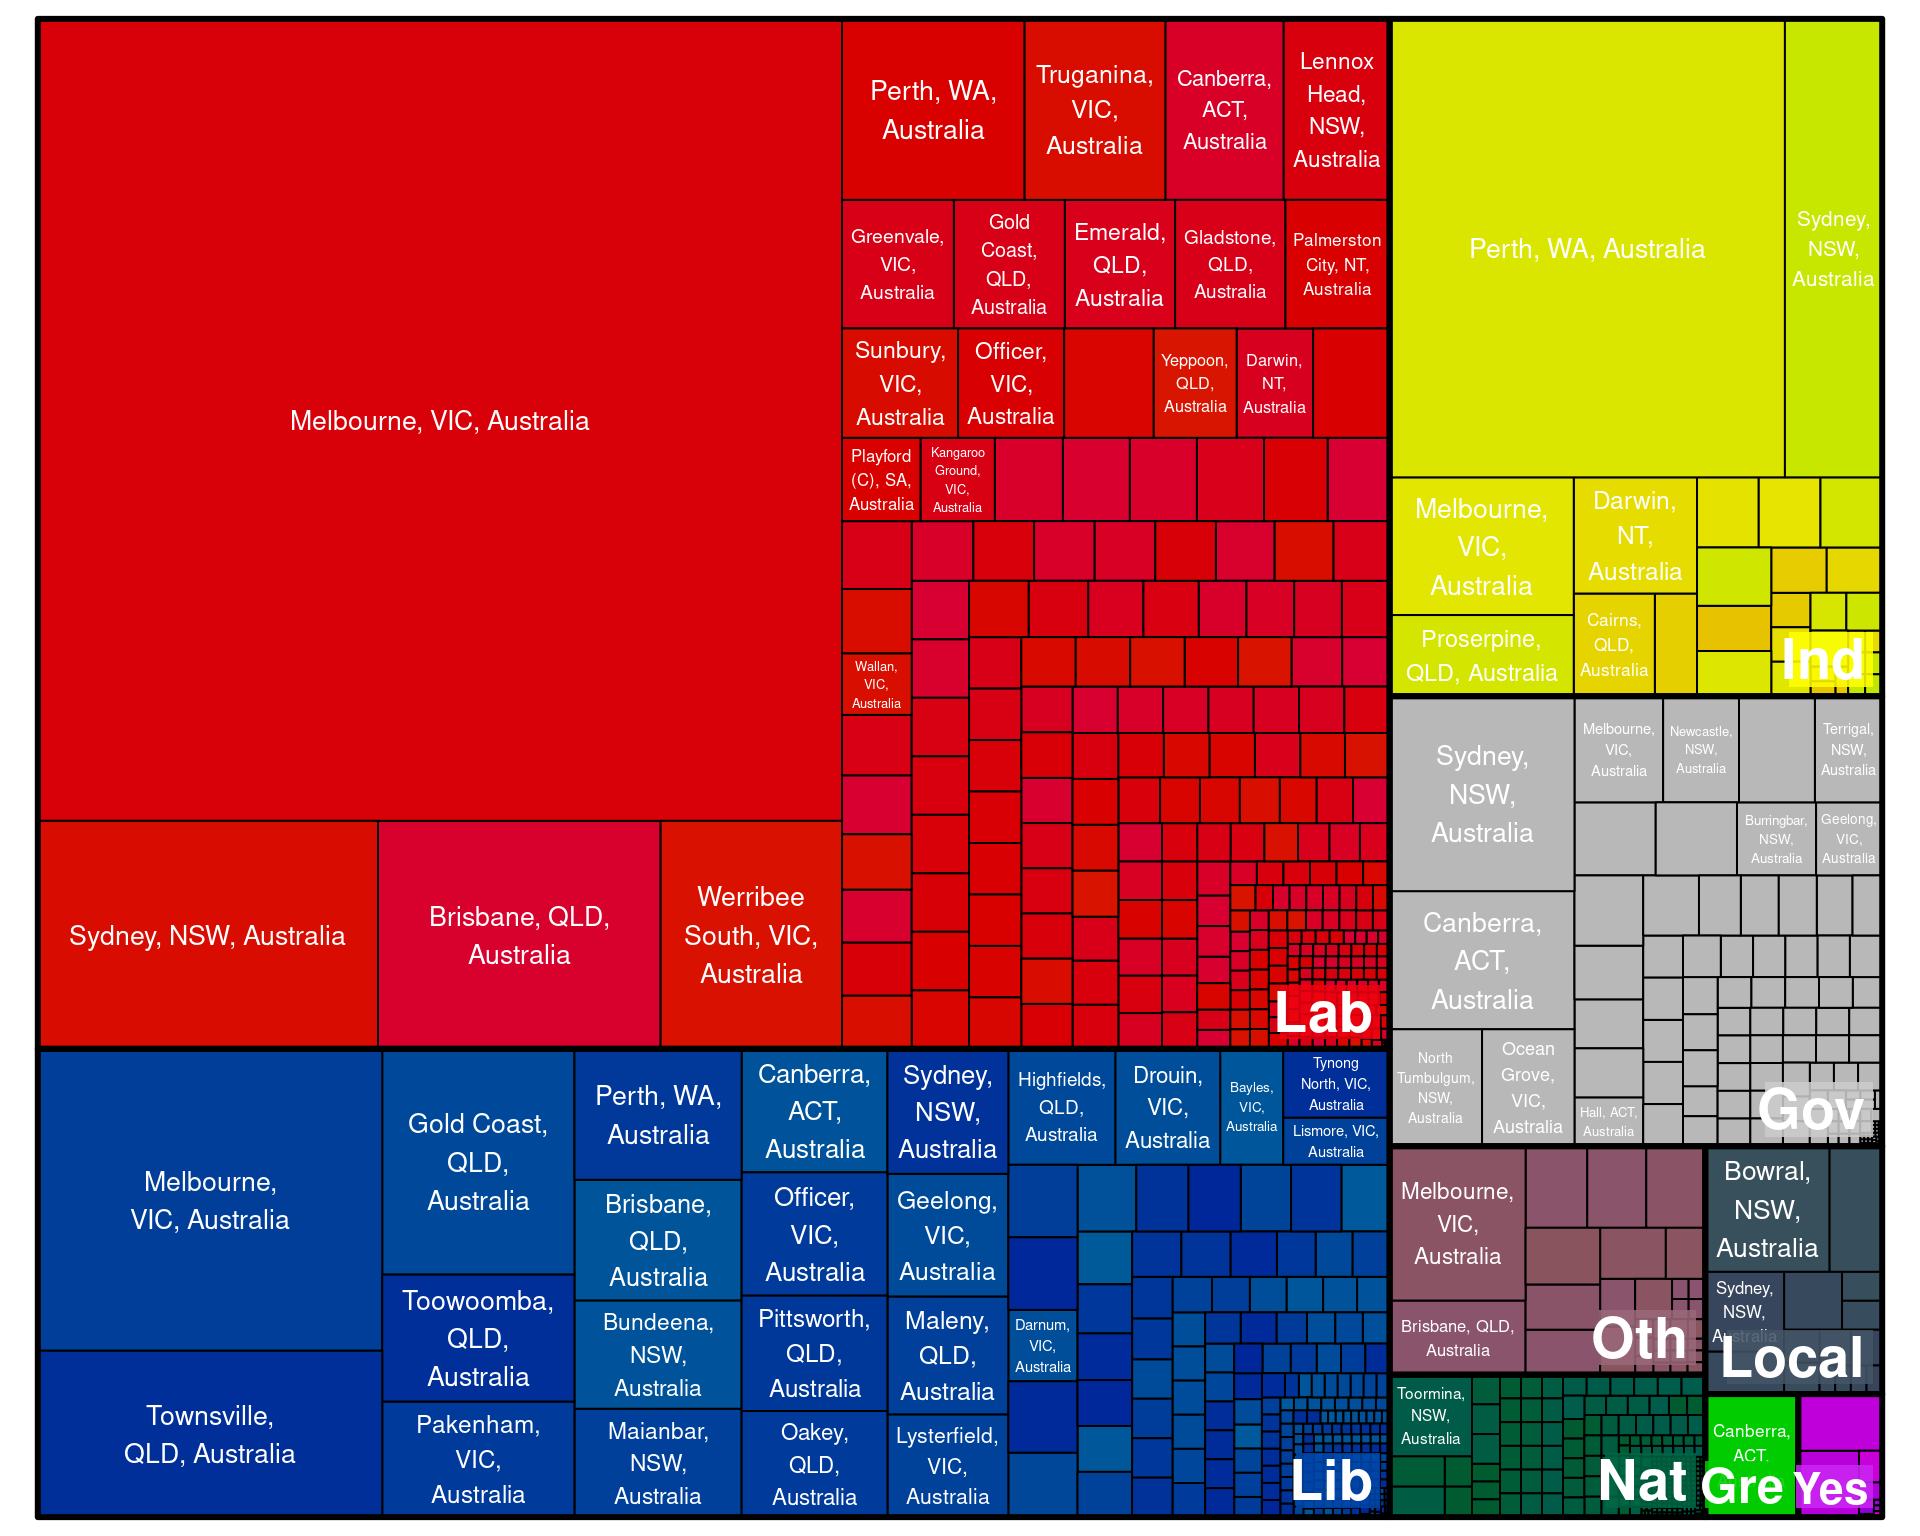 Melbourne, VIC, Australia
Sydney, NSW, Australia
Brisbane, QLD,
Australia
Werribee
South, VIC,
Australia
Perth, WA,
Australia
Truganina,
VIC,
Australia
Canberra,
ACT,
Australia
Lennox
Head,
NSW,
Australia
Greenvale,
VIC,
Australia
Gold
Coast,
QLD,
Australia
Emerald,
QLD,
Australia
Gladstone,
QLD,
Australia
Palmerston
City, NT,
Australia
Sunbury,
VIC,
Australia
Officer,
VIC,
Australia
Yeppoon,
QLD,
Australia
Darwin,
NT,
Australia
Playford
(C), SA,
Australia
Kangaroo
Ground,
VIC,
Australia
Wallan,
VIC,
Australia
Lab
Melbourne,
VIC, Australia
Townsville,
QLD, Australia
Gold Coast,
QLD,
Australia
Toowoomba,
QLD,
Australia
Pakenham,
VIC,
Australia
Perth, WA,
Australia
Brisbane,
QLD,
Australia
Bundeena,
NSW,
Australia
Maianbar,
NSW,
Australia
Canberra,
ACT,
Australia
Officer,
VIC,
Australia
Pittsworth,
QLD,
Australia
Oakey,
QLD,
Australia
Sydney,
NSW,
Australia
Geelong,
VIC,
Australia
Maleny,
QLD,
Australia
Lysterfield,
VIC,
Australia
Highfields,
QLD,
Australia
Drouin,
VIC,
Australia
Bayles,
VIC,
Australia
Tynong
North, VIC,
Australia
Lismore, VIC,
Australia
Darnum,
VIC,
Australia
Lib
Perth, WA, Australia
Sydney,
NSW,
Australia
Melbourne,
VIC,
Australia
Proserpine,
QLD, Australia
Darwin,
NT,
Australia
Cairns,
QLD,
Australia
Ind
Sydney,
NSW,
Australia
Canberra,
ACT,
Australia
North
Tumbulgum,
NSW,
Australia
Ocean
Grove,
VIC,
Australia
Melbourne,
VIC,
Australia
Newcastle,
NSW,
Australia
Terrigal,
NSW,
Australia
Burringbar,
NSW,
Australia
Geelong,
VIC,
Australia
Hall, ACT,
Australia
Gov
Melbourne,
VIC,
Australia
Brisbane, QLD,
Australia
Oth
Bowral,
NSW,
Australia
Sydney,
NSW,
Australia
Local
Toormina,
NSW,
Australia
Nat
Canberra,
ACT,
Gre
Yes